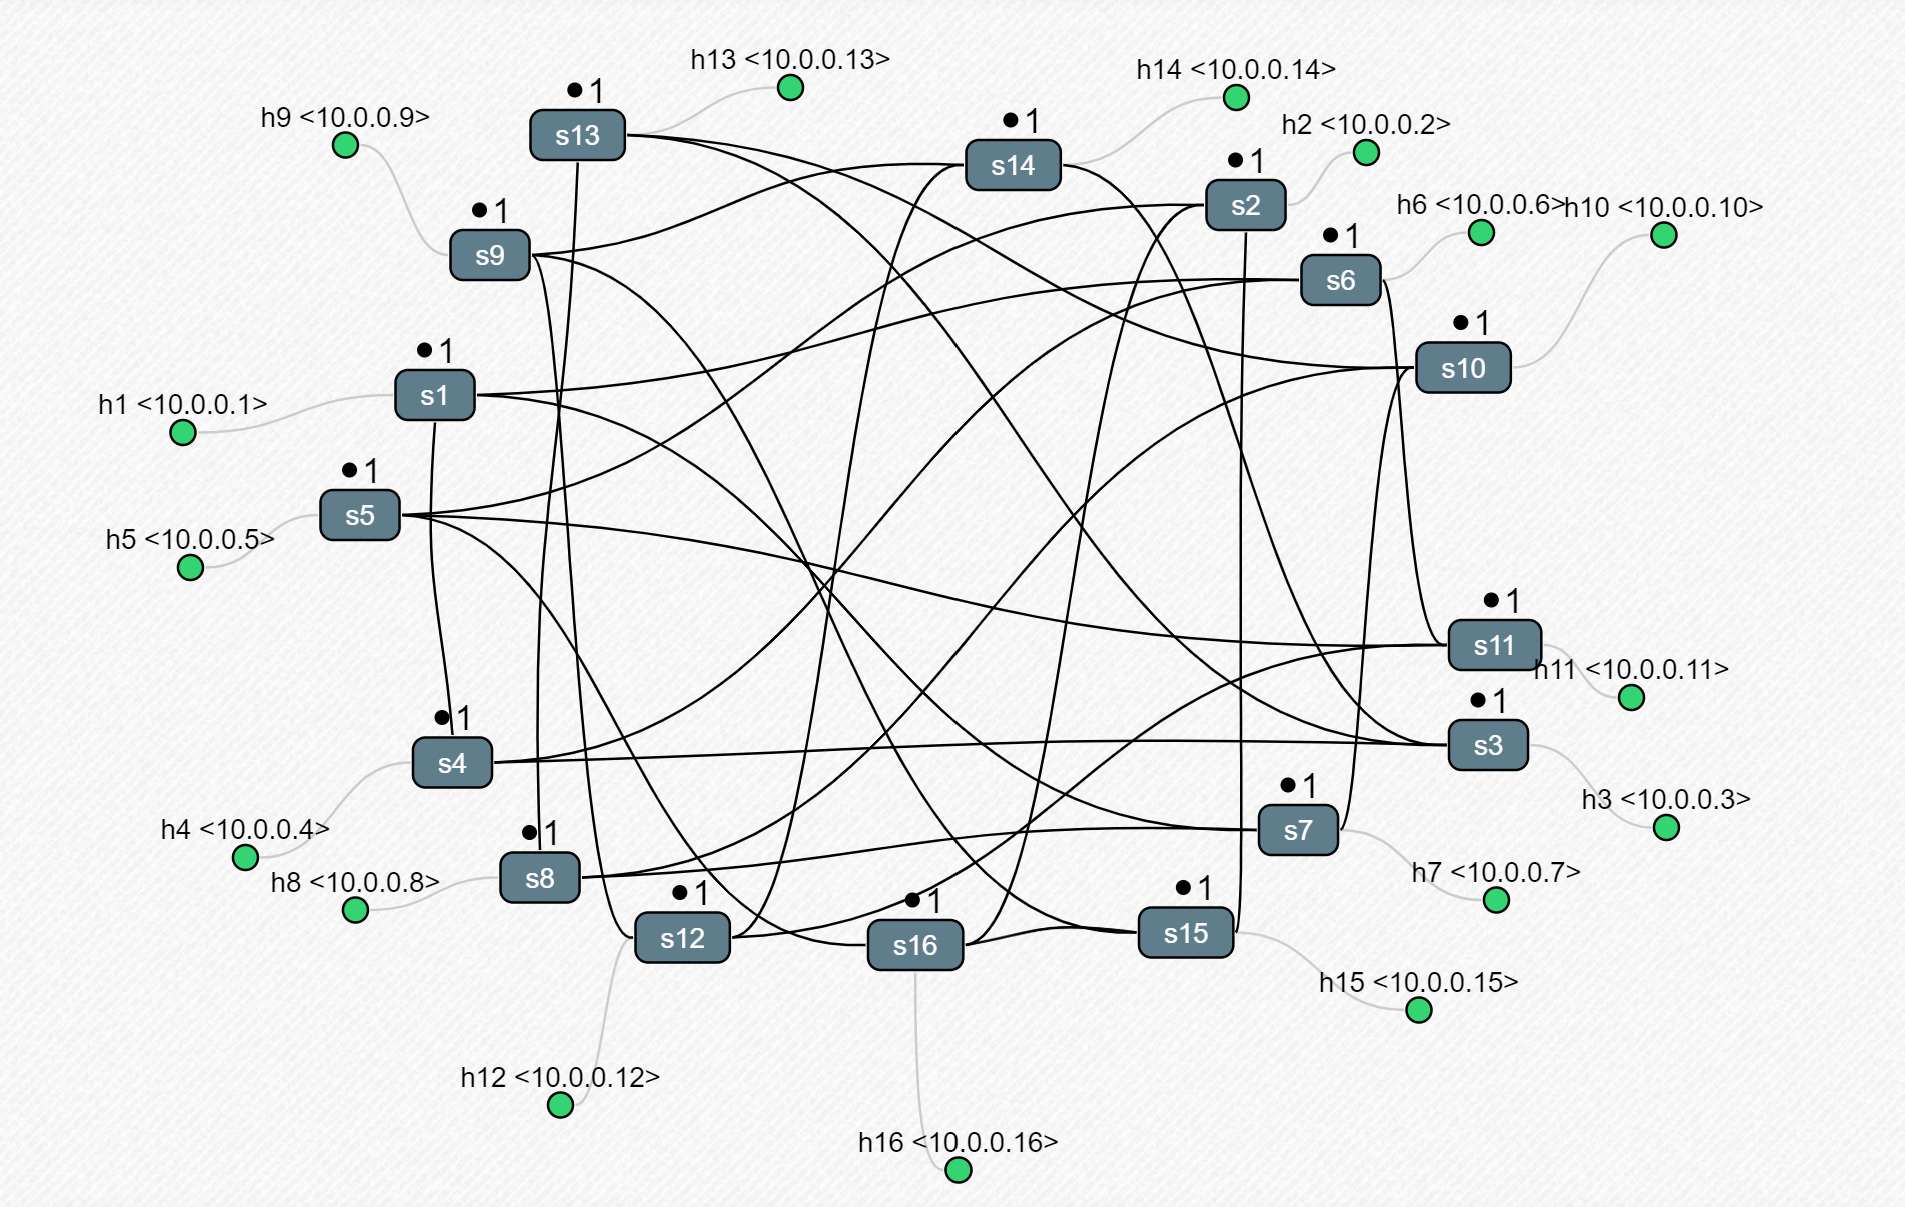 h13 <10.0.0.13>
h14 <10.0.0.14>
1
s13
h9 <10.0.0.9>
1
s14
h2 <10.0.0.2>
1
s2
1
s9
h6 <10.0.0.6>
h10 <10.0.0.10>
1
s6
1
s10
1
s1
h1 <10.0.0.1>
1
s5
h5 <10.0.0.5>
1
s11
h11 <10.0.0.11>
1
s3
h3 <10.0.0.3>
1
s4
h4 <10.0.0.4>
1
s7
h7 <10.0.0.7>
1
s8
h8 <10.0.0.8>
1
s12
1
s16
1
s15
h15 <10.0.0.15>
h12 <10.0.0.12>
h16 <10.0.0.16>